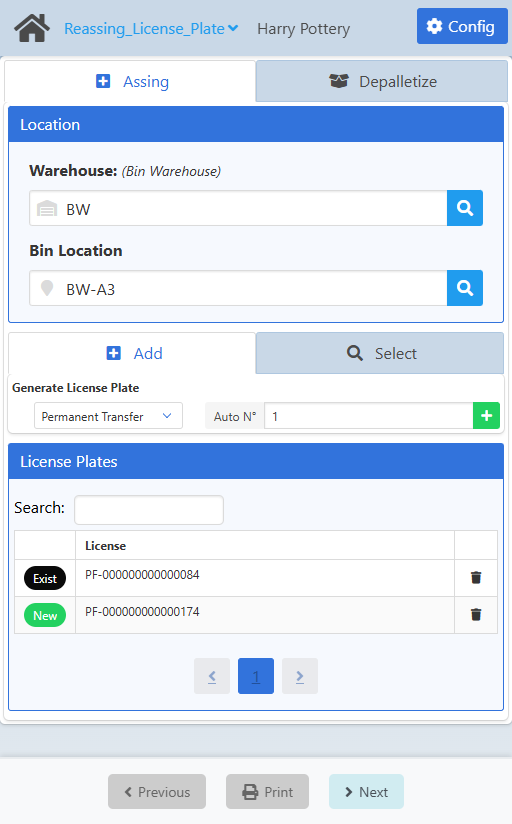 Reassing_License_Plate Harry Pottery Config
Assing Depalletize
Location
Warehouse: (Bin Warehouse)
BW
Bin Location
BW-A3
Add Select
Generate License Plate
Permanent Transfer Auto N° 1
License Plates
Search:
License
Exist PF-000000000000084
New PF-000000000000174
1
Previous Print Next